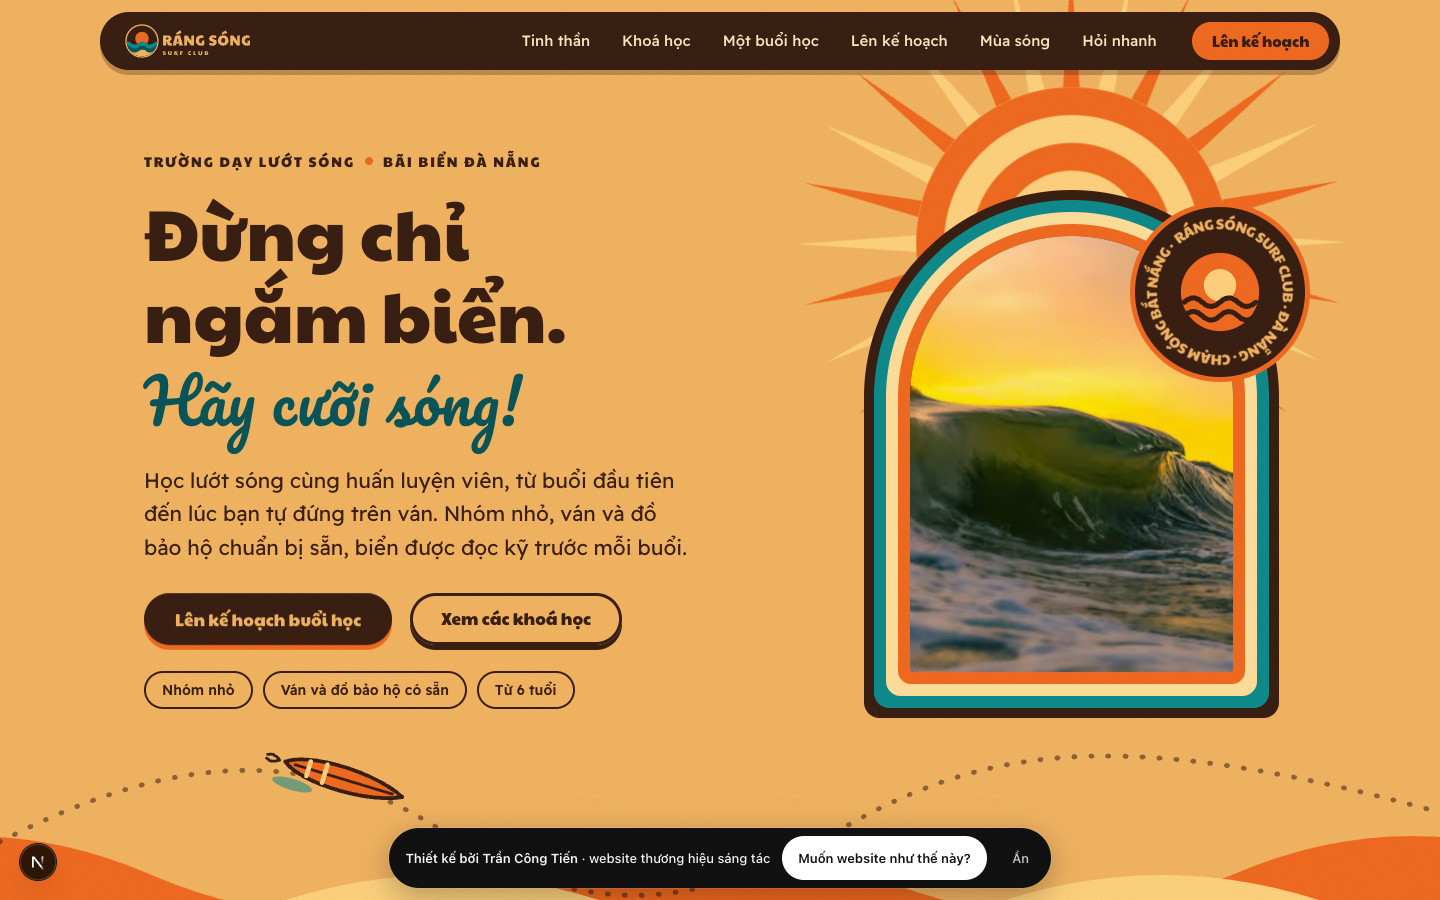 RÁNG SÓNG
SURF CLUB
Tinh thần
Khoá học
Một buổi học
Lên kế hoạch
Mùa sóng
Hỏi nhanh
Lên kế hoạch
TRƯỜNG DẠY LƯỚT SÓNG • BÃI BIỂN ĐÀ NẴNG
Đừng chỉ
ngắm biển.
Hãy cưỡi sóng!
Học lướt sóng cùng huấn luyện viên, từ buổi đầu tiên
đến lúc bạn tự đứng trên ván. Nhóm nhỏ, ván và đồ
bảo hộ chuẩn bị sẵn, biển được đọc kỹ trước mỗi buổi.
Lên kế hoạch buổi học
Xem các khoá học
Nhóm nhỏ
Ván và đồ bảo hộ có sẵn
Từ 6 tuổi
RÁNG SÓNG SURF CLUB · ĐÀ NẴNG · CHẠM SÓNG BẮT NẮNG ·
N
Thiết kế bởi Trần Công Tiến · website thương hiệu sáng tác
Muốn website như thế này?
Ẩn